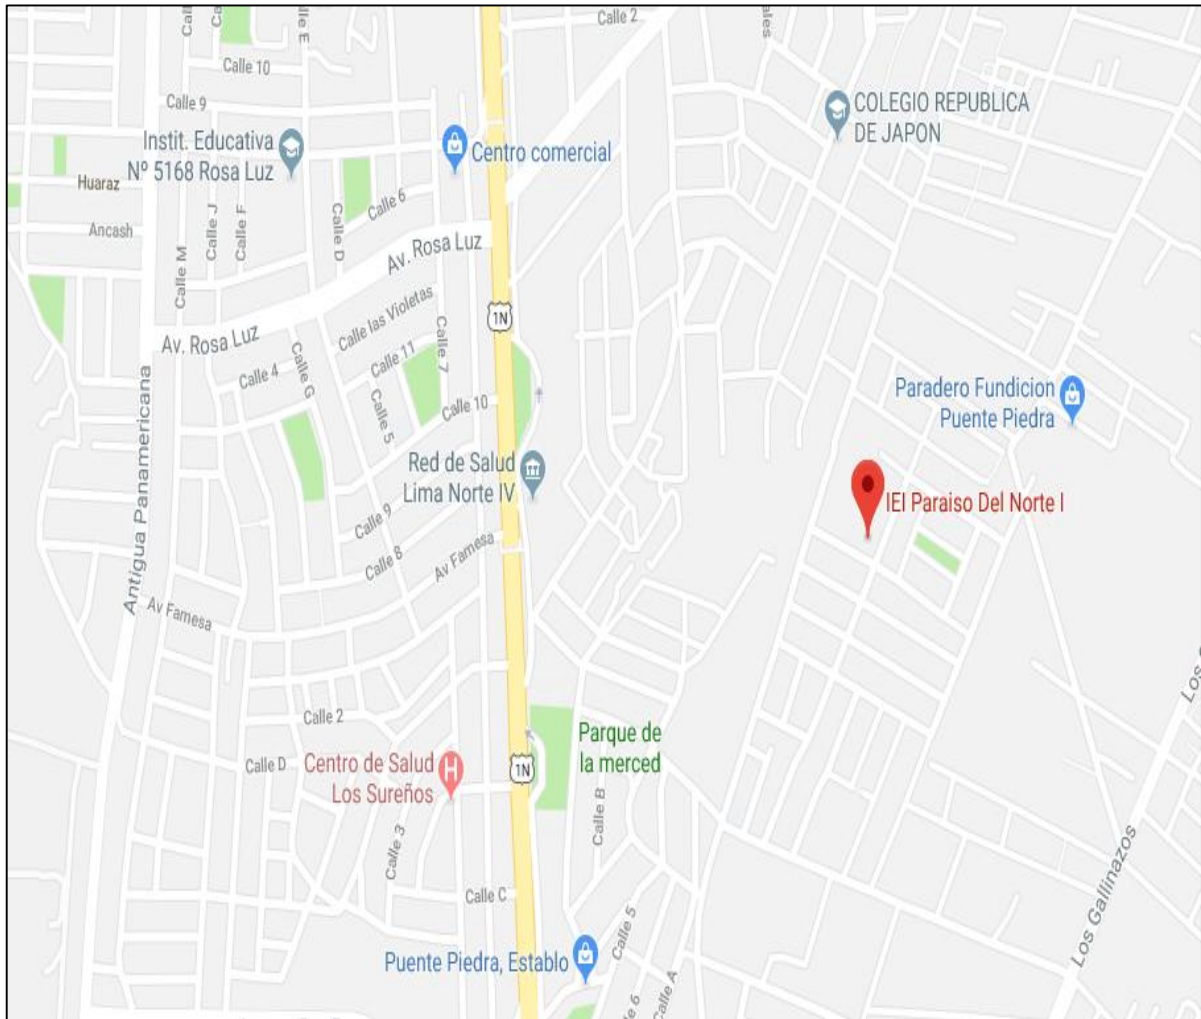 Calle 2
Calle E
Calle 10
Calle 9
COLEGIO REPUBLICA
DE JAPON
Instit. Educativa
Nº 5168 Rosa Luz
Centro comercial
Huaraz
Calle 6
Ancash
Calle J
Calle F
Calle D
Calle M
Av. Rosa Luz
Calle las Violetas
1N
Av. Rosa Luz
Calle 11
Calle 7
Calle 4
Calle G
Calle 5
Calle 10
Paradero Fundicion
Puente Piedra
Antigua Panamericana
Red de Salud
Lima Norte IV
IEI Paraiso Del Norte I
Calle 9
Calle 8
Av Famesa
Av Famesa
Calle 2
Calle D
Parque de
la merced
Centro de Salud
Los Sureños
H
1N
Calle B
Calle 3
Calle C
Los Gallinazos
Calle 5
Puente Piedra, Establo
Calle A